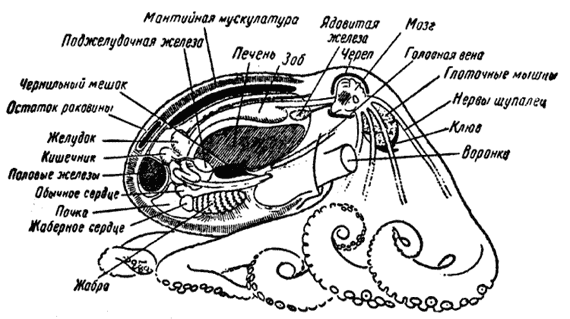 Мантийная мускулатура
Поджелудочная железа
Печень
Зоб
Ядовитая
железа
Череп
Мозг
Головная вена
Глоточные мышцы
Нервы щупалец
Клюв
Воронка
Чернильный мешок
Остаток раковины
Желудок
Кишечник
Половые железы
Обычное сердце
Почка
Жаберное сердце
Жабра